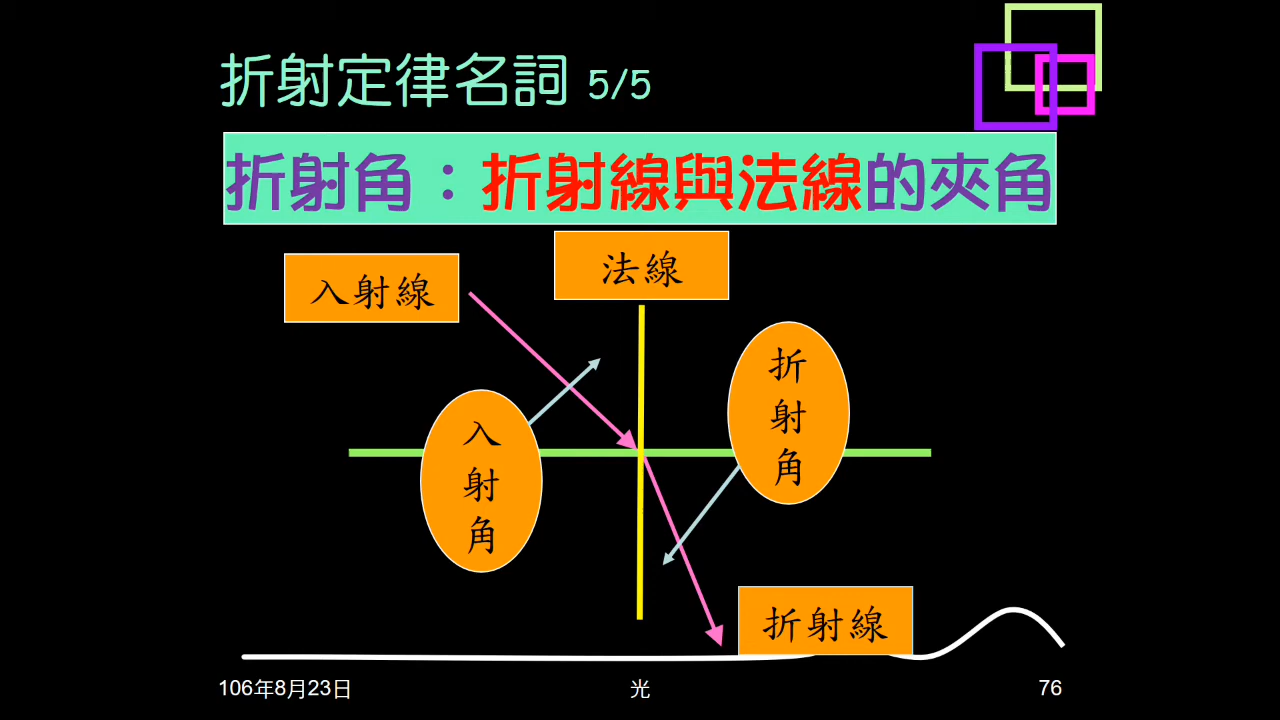 折射定律名詞 5/5
折射角：折射線與法線的夾角
法線
入射線
折射角
入射角
折射線
106年8月23日
光
76